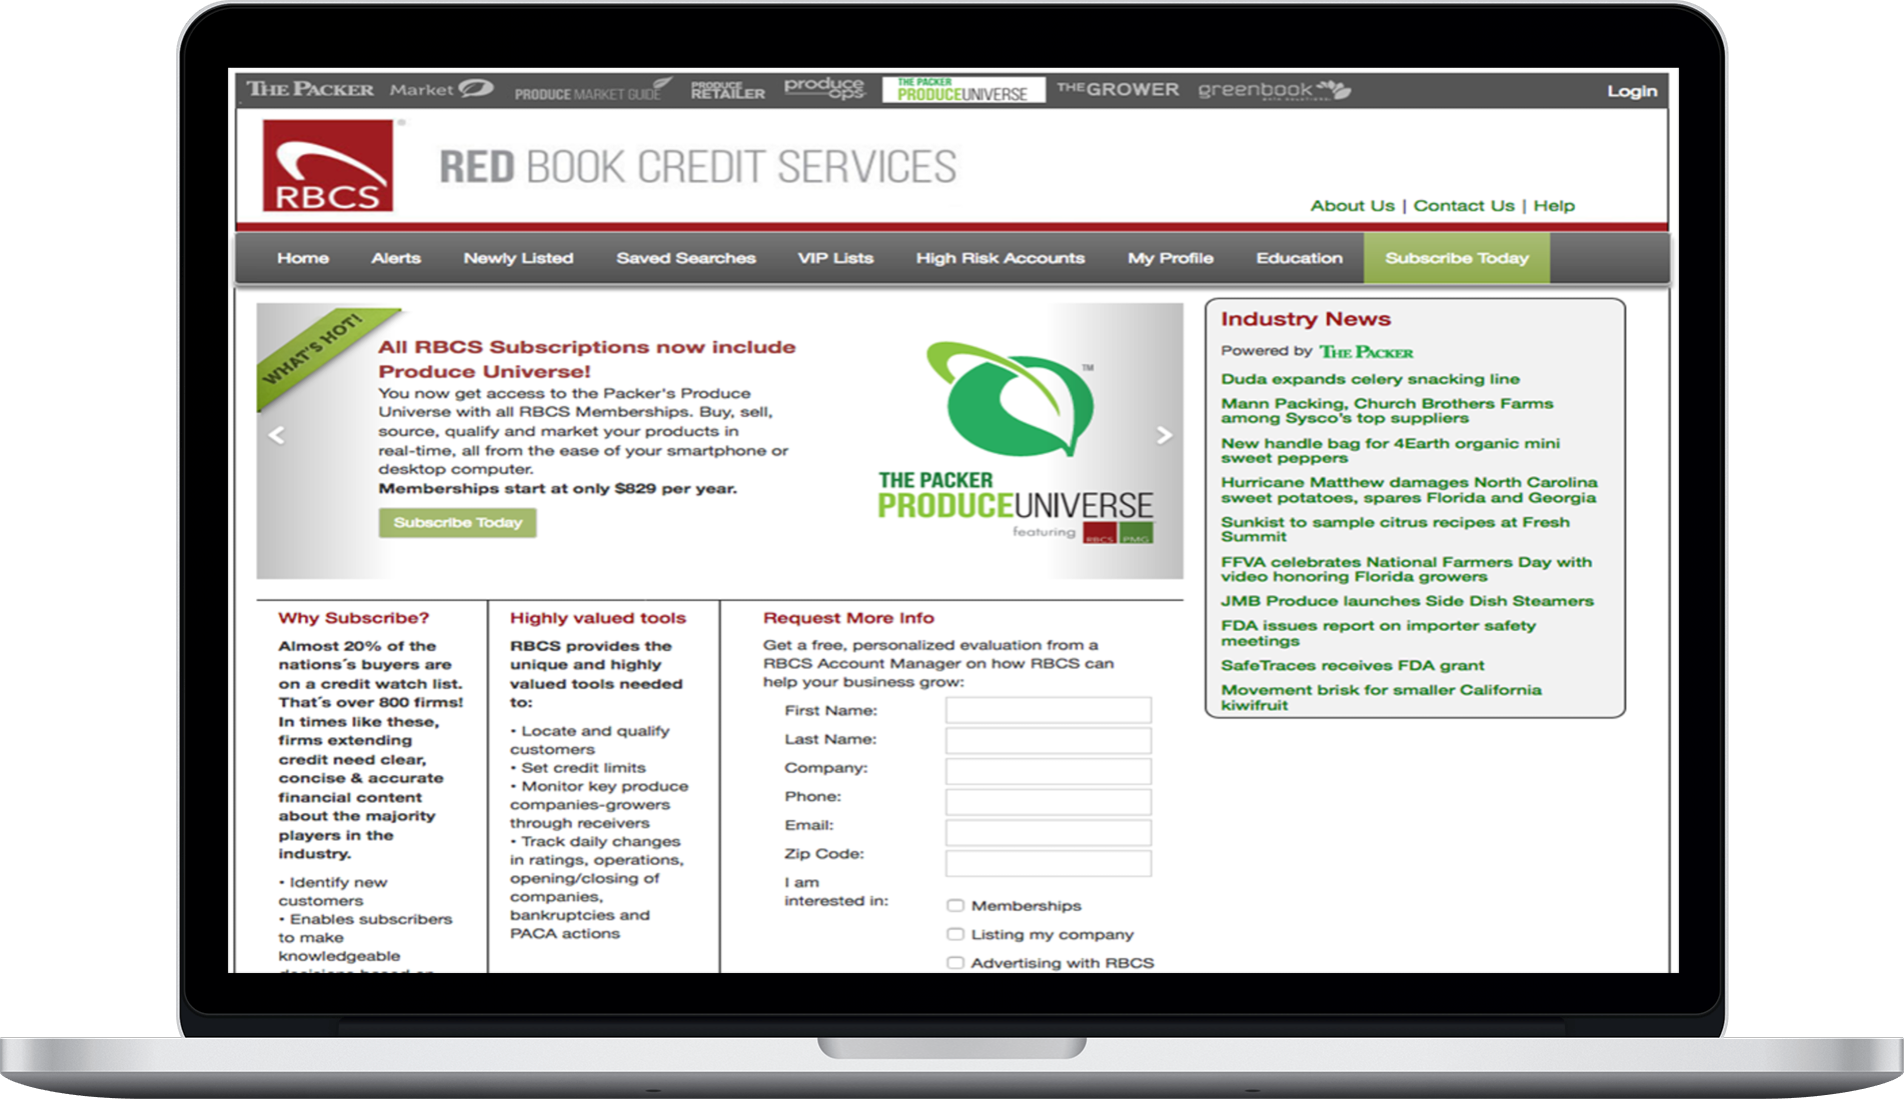 THE PACKER Market PRODUCE MARKET GUIDE PRODUCE RETAILER produce ops THE PACKER PRODUCEUNIVERSE THEGROWER greenbook DATA SOLUTIONS Login
RBCS
RED BOOK CREDIT SERVICES
About Us | Contact Us | Help
Home Alerts Newly Listed Saved Searches VIP Lists High Risk Accounts My Profile Education Subscribe Today
WHAT'S HOT!
All RBCS Subscriptions now include
Produce Universe!
You now get access to the Packer's Produce
Universe with all RBCS Memberships. Buy, sell,
source, qualify and market your products in
real-time, all from the ease of your smartphone or
desktop computer.
Memberships start at only $829 per year.
Subscribe Today
TM
THE PACKER
PRODUCEUNIVERSE
featuring RBCS PMG
Industry News
Powered by THE PACKER
Duda expands celery snacking line
Mann Packing, Church Brothers Farms
among Sysco's top suppliers
New handle bag for 4Earth organic mini
sweet peppers
Hurricane Matthew damages North Carolina
sweet potatoes, spares Florida and Georgia
Sunkist to sample citrus recipes at Fresh
Summit
FFVA celebrates National Farmers Day with
video honoring Florida growers
JMB Produce launches Side Dish Steamers
FDA issues report on importer safety
meetings
SafeTraces receives FDA grant
Movement brisk for smaller California
kiwifruit
Why Subscribe?
Almost 20% of the
nations´s buyers are
on a credit watch list.
That´s over 800 firms!
In times like these,
firms extending
credit need clear,
concise & accurate
financial content
about the majority
players in the
industry.
• Identify new
customers
• Enables subscribers
to make
knowledgeable
decisions based on
Highly valued tools
RBCS provides the
unique and highly
valued tools needed
to:
• Locate and qualify
customers
• Set credit limits
• Monitor key produce
companies-growers
through receivers
• Track daily changes
in ratings, operations,
opening/closing of
companies,
bankruptcies and
PACA actions
Request More Info
Get a free, personalized evaluation from a
RBCS Account Manager on how RBCS can
help your business grow:
First Name:
Last Name:
Company:
Phone:
Email:
Zip Code:
I am
interested in:
Memberships
Listing my company
Advertising with RBCS